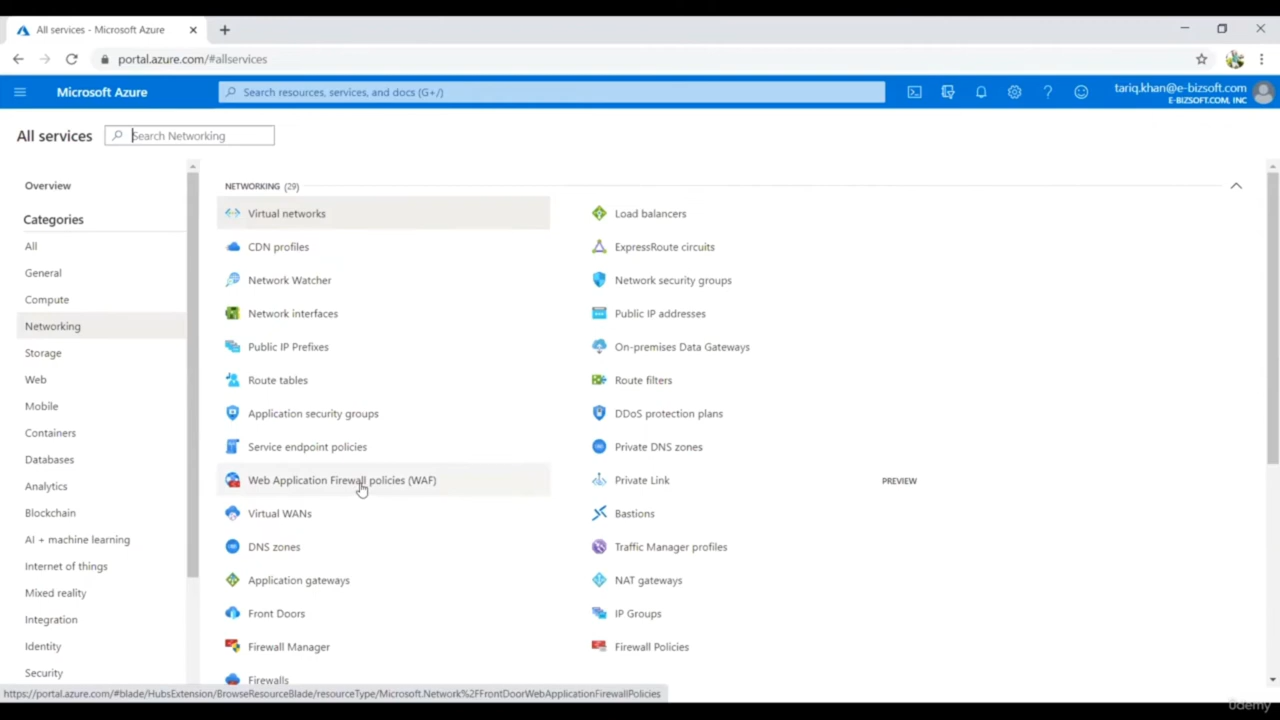 All services - Microsoft Azure
portal.azure.com/#allservices
Microsoft Azure
Search resources, services, and docs (G+/)
tariq.khan@e-bizsoft.com
E-BIZSOFT.COM, INC
All services
Search Networking
Overview
Categories
All
General
Compute
Networking
Storage
Web
Mobile
Containers
Databases
Analytics
Blockchain
AI + machine learning
Internet of things
Mixed reality
Integration
Identity
Security
NETWORKING (29)
Virtual networks
Load balancers
CDN profiles
ExpressRoute circuits
Network Watcher
Network security groups
Network interfaces
Public IP addresses
Public IP Prefixes
On-premises Data Gateways
Route tables
Route filters
Application security groups
DDoS protection plans
Service endpoint policies
Private DNS zones
Web Application Firewall policies (WAF)
Private Link PREVIEW
Virtual WANs
Bastions
DNS zones
Traffic Manager profiles
Application gateways
NAT gateways
Front Doors
IP Groups
Firewall Manager
Firewall Policies
Firewalls
https://portal.azure.com/#blade/HubsExtension/BrowseResourceBlade/resourceType/Microsoft.Network%2FFrontDoorWebApplicationFirewallPolicies
ûdemy